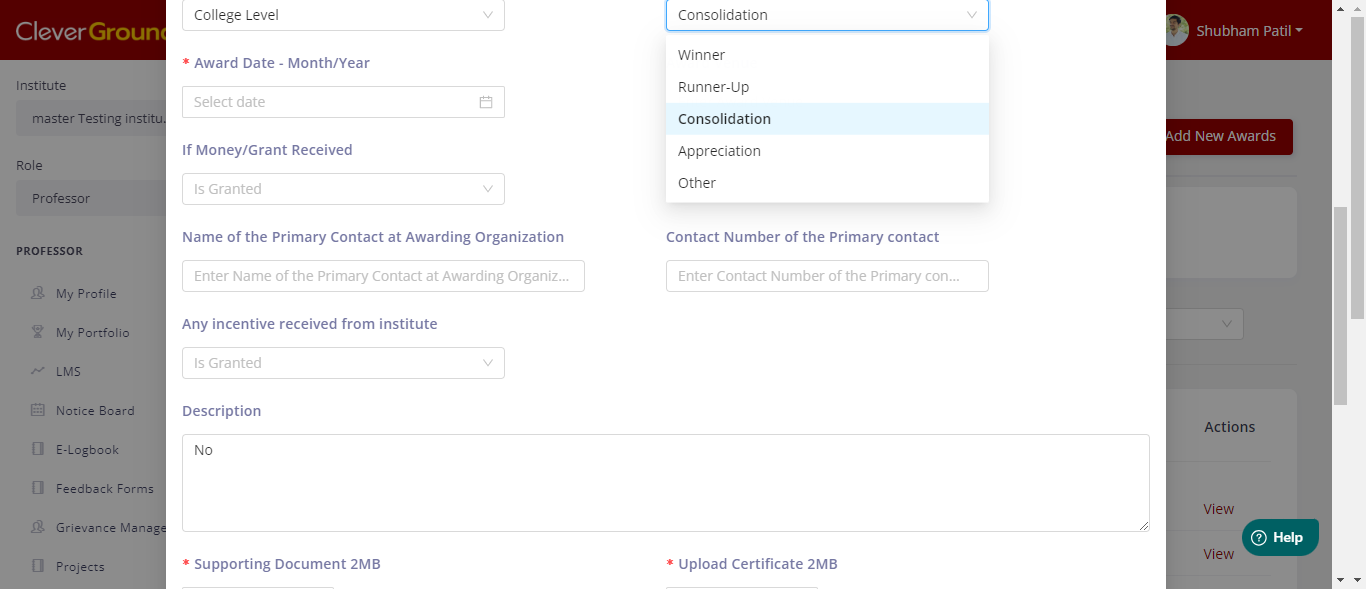 CleverGround
Shubham Patil
Institute
master Testing institu..
Role
Professor
PROFESSOR
My Profile
My Portfolio
LMS
Notice Board
E-Logbook
Feedback Forms
Grievance Manage
Projects
College Level
Consolidation
Winner
Runner-Up
Consolidation
Appreciation
Other
* Award Date - Month/Year
Select date
If Money/Grant Received
Is Granted
Name of the Primary Contact at Awarding Organization
Contact Number of the Primary contact
Enter Name of the Primary Contact at Awarding Organiz...
Enter Contact Number of the Primary con...
Any incentive received from institute
Is Granted
Description
No
* Supporting Document 2MB
* Upload Certificate 2MB
Add New Awards
Actions
View
View
Help